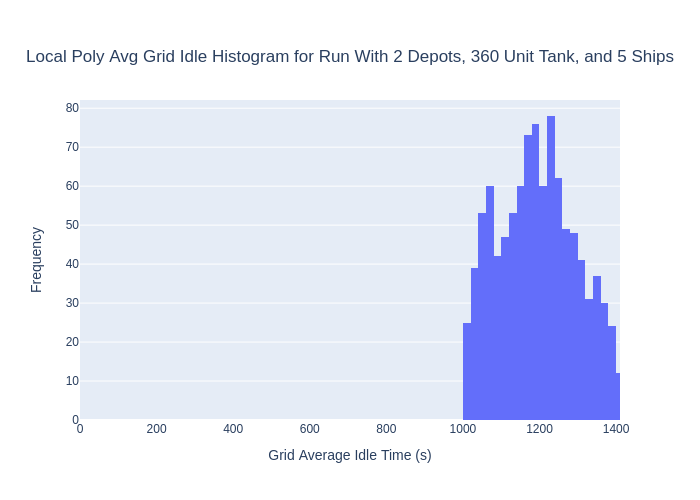 Local Poly Avg Grid Idle Histogram for Run With 2 Depots, 360 Unit Tank, and 5 Ships
80
70
60
50
40
30
20
10
0
Frequency
0 200 400 600 800 1000 1200 1400
Grid Average Idle Time (s)